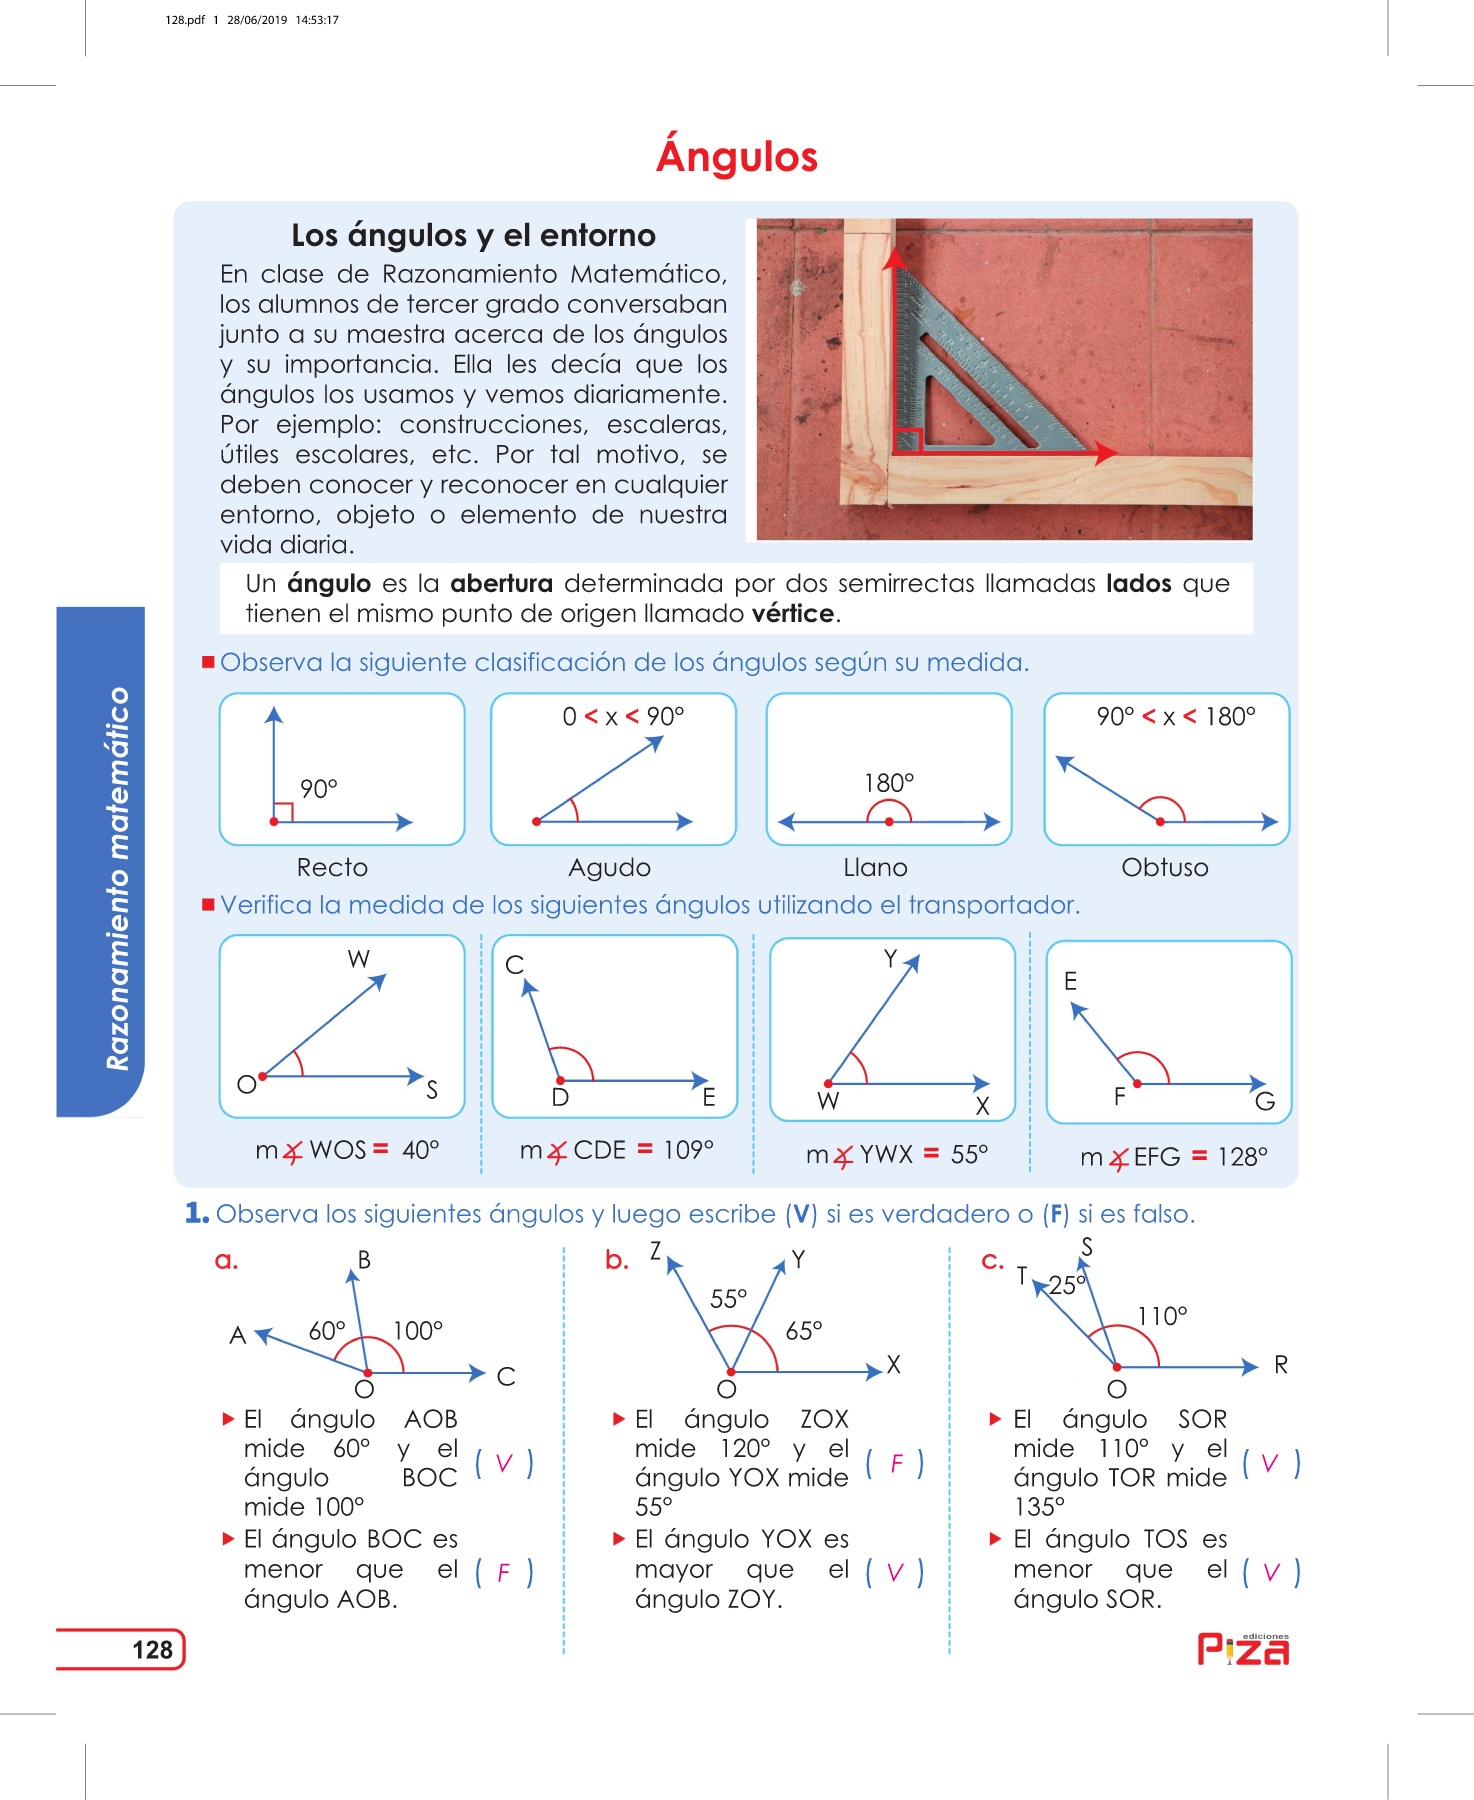 128.pdf 1 28/06/2019 14:53:17
Ángulos
Los ángulos y el entorno
En clase de Razonamiento Matemático,
los alumnos de tercer grado conversaban
junto a su maestra acerca de los ángulos
y su importancia. Ella les decía que los
ángulos los usamos y vemos diariamente.
Por ejemplo: construcciones, escaleras,
útiles escolares, etc. Por tal motivo, se
deben conocer y reconocer en cualquier
entorno, objeto o elemento de nuestra
vida diaria.
Un ángulo es la abertura determinada por dos semirrectas llamadas lados que
tienen el mismo punto de origen llamado vértice.
Razonamiento matemático
Observa la siguiente clasificación de los ángulos según su medida.
90°
Recto
0 < x < 90°
Agudo
180°
Llano
90° < x < 180°
Obtuso
Verifica la medida de los siguientes ángulos utilizando el transportador.
W
O
S
m∡WOS = 40°
C
D
E
m∡CDE = 109°
Y
W
X
m∡YWX = 55°
E
F
G
m∡EFG = 128°
1. Observa los siguientes ángulos y luego escribe (V) si es verdadero o (F) si es falso.
a.
B
A
60°
100°
O
C
El ángulo AOB
mide 60° y el
ángulo BOC
mide 100°
( V )
El ángulo BOC es
menor que el
ángulo AOB.
( F )
b.
Z
Y
55°
65°
X
O
El ángulo ZOX
mide 120° y el
ángulo YOX mide
55°
( F )
El ángulo YOX es
mayor que el
ángulo ZOY.
( V )
c.
S
T
25°
110°
R
O
El ángulo SOR
mide 110° y el
ángulo TOR mide
135°
( V )
El ángulo TOS es
menor que el
ángulo SOR.
( V )
128
ediciones
Piza